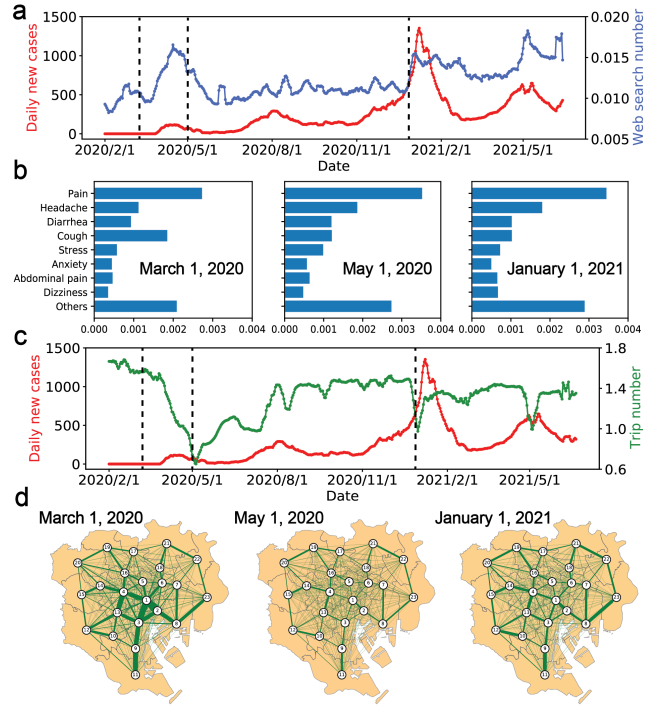 a
1500
1000
500
0
Daily new cases
0.020
0.015
0.010
0.005
Web search number
2020/2/1 2020/5/1 2020/8/1 2020/11/1 2021/2/1 2021/5/1
Date
b
Pain
Headache
Diarrhea
Cough
Stress
Anxiety
Abdominal pain
Dizziness
Others
March 1, 2020
May 1, 2020
January 1, 2021
0.000 0.001 0.002 0.003 0.004
0.000 0.001 0.002 0.003 0.004
0.000 0.001 0.002 0.003 0.004
c
1500
1000
500
0
Daily new cases
1.8
1.4
1.0
0.6
Trip number
2020/2/1 2020/5/1 2020/8/1 2020/11/1 2021/2/1 2021/5/1
Date
d
March 1, 2020
May 1, 2020
January 1, 2021